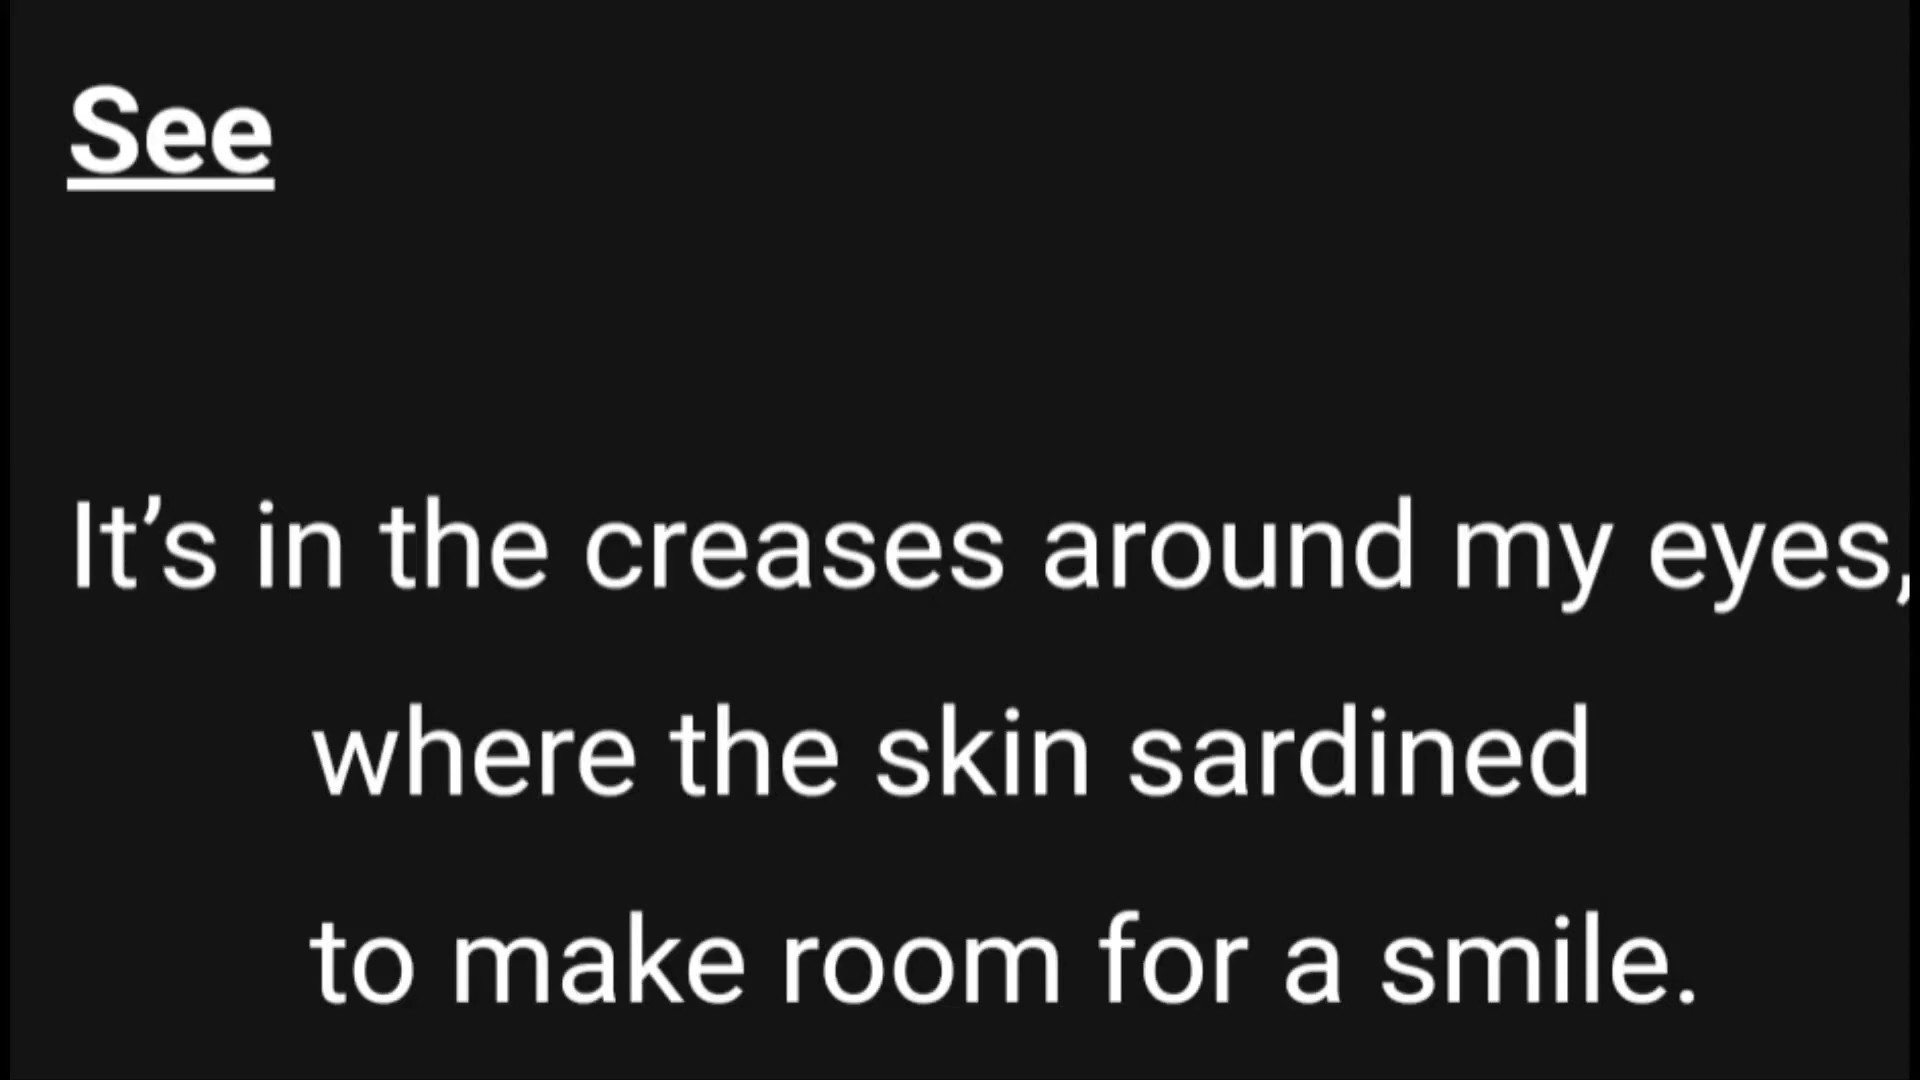 See
It’s in the creases around my eyes,
where the skin sardined
to make room for a smile.